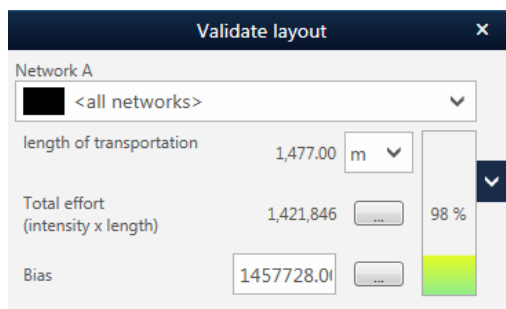 Validate layout ×
Network A
<all networks>
length of transportation 1,477.00 m
Total effort 1,421,846 ... 98 %
(intensity x length)
Bias 1457728.0 ...